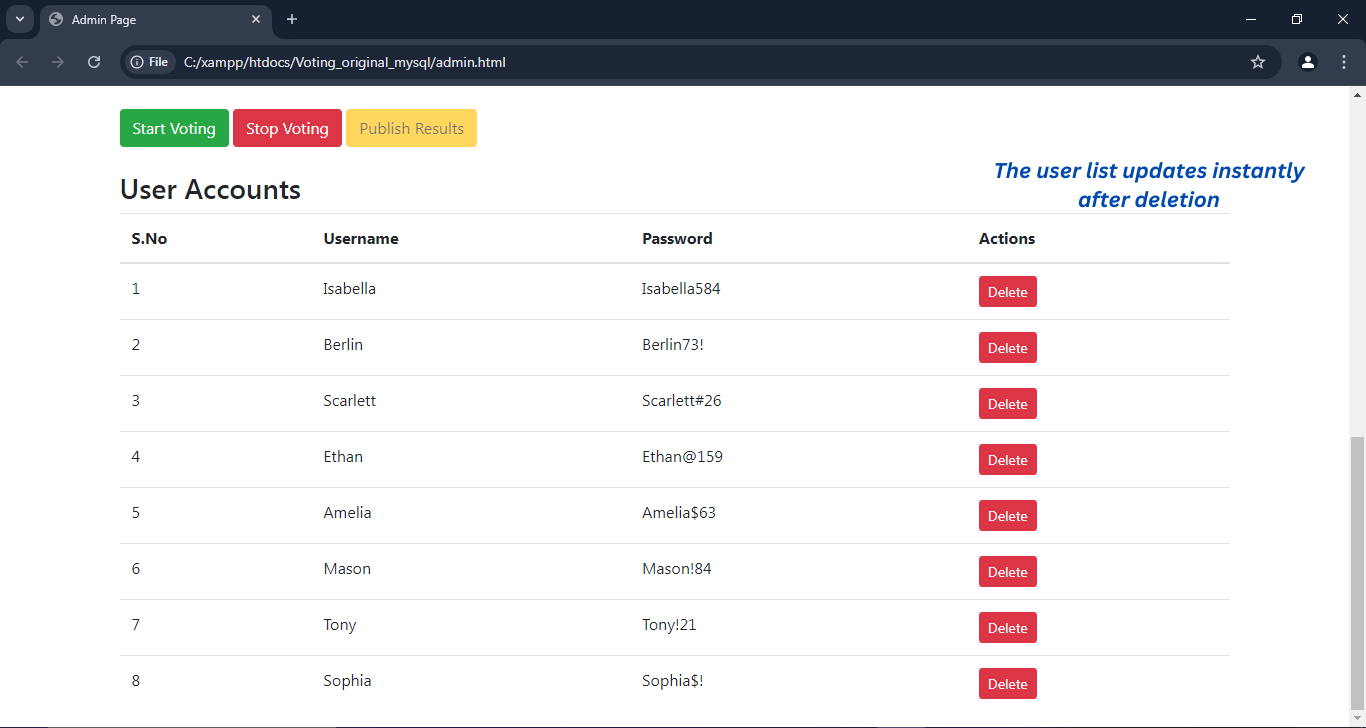 Admin Page
File C:/xampp/htdocs/Voting_original_mysql/admin.html
Start Voting Stop Voting Publish Results
The user list updates instantly
after deletion
User Accounts
S.No Username Password Actions
1 Isabella Isabella584 Delete
2 Berlin Berlin73! Delete
3 Scarlett Scarlett#26 Delete
4 Ethan Ethan@159 Delete
5 Amelia Amelia$63 Delete
6 Mason Mason!84 Delete
7 Tony Tony!21 Delete
8 Sophia Sophia$! Delete